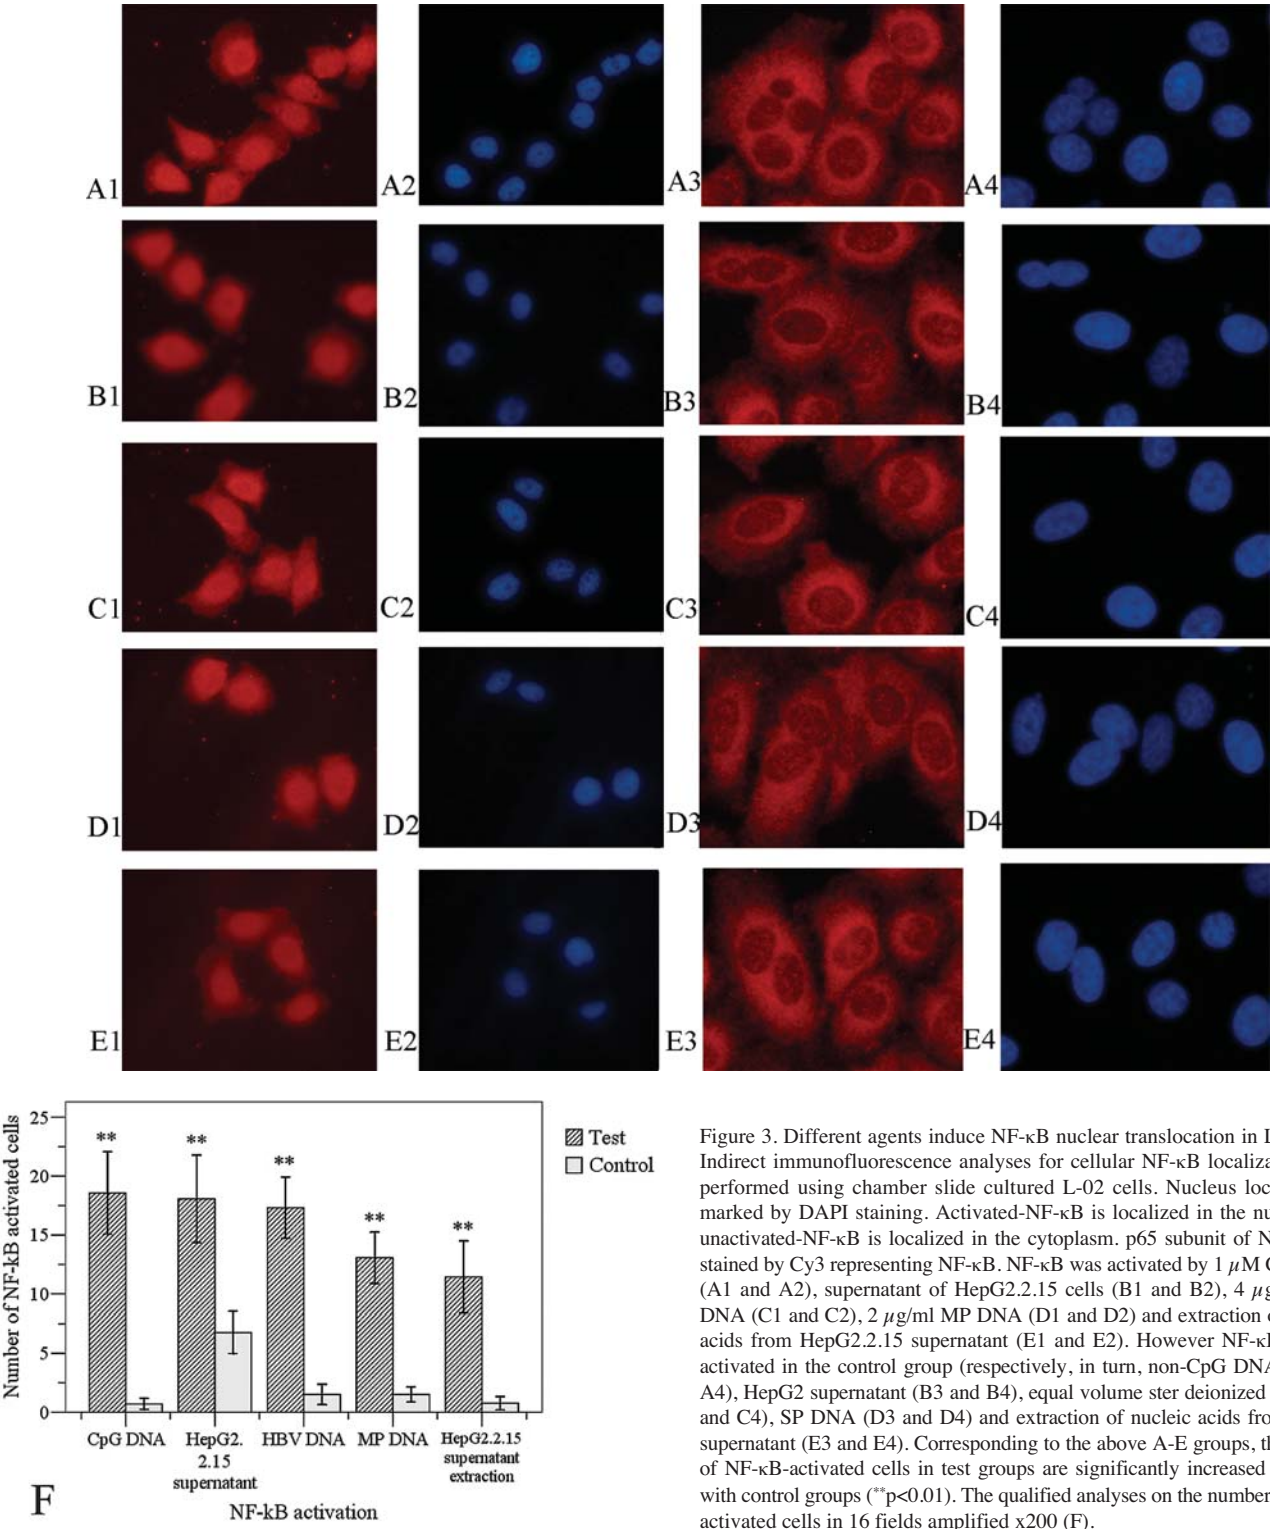 A1 A2 A3 A4
B1 B2 B3 B4
C1 C2 C3 C4
D1 D2 D3 D4
E1 E2 E3 E4
Number of NF-kB activated cells
25
20
15
10
5
0
** ** ** ** **
Test
Control
CpG DNA
HepG2.
2.15
supernatant
HBV DNA
MP DNA
HepG2.2.15
supernatant
extraction
NF-kB activation
F
Figure 3. Different agents induce NF-κB nuclear translocation in L
Indirect immunofluorescence analyses for cellular NF-κB localiza
performed using chamber slide cultured L-02 cells. Nucleus loc
marked by DAPI staining. Activated-NF-κB is localized in the nu
unactivated-NF-κB is localized in the cytoplasm. p65 subunit of N
stained by Cy3 representing NF-κB. NF-κB was activated by 1 μM C
(A1 and A2), supernatant of HepG2.2.15 cells (B1 and B2), 4 μg
DNA (C1 and C2), 2 μg/ml MP DNA (D1 and D2) and extraction o
acids from HepG2.2.15 supernatant (E1 and E2). However NF-κ
activated in the control group (respectively, in turn, non-CpG DNA
A4), HepG2 supernatant (B3 and B4), equal volume ster deionized
and C4), SP DNA (D3 and D4) and extraction of nucleic acids fro
supernatant (E3 and E4). Corresponding to the above A-E groups, th
of NF-κB-activated cells in test groups are significantly increased
with control groups (**p<0.01). The qualified analyses on the number
activated cells in 16 fields amplified x200 (F).